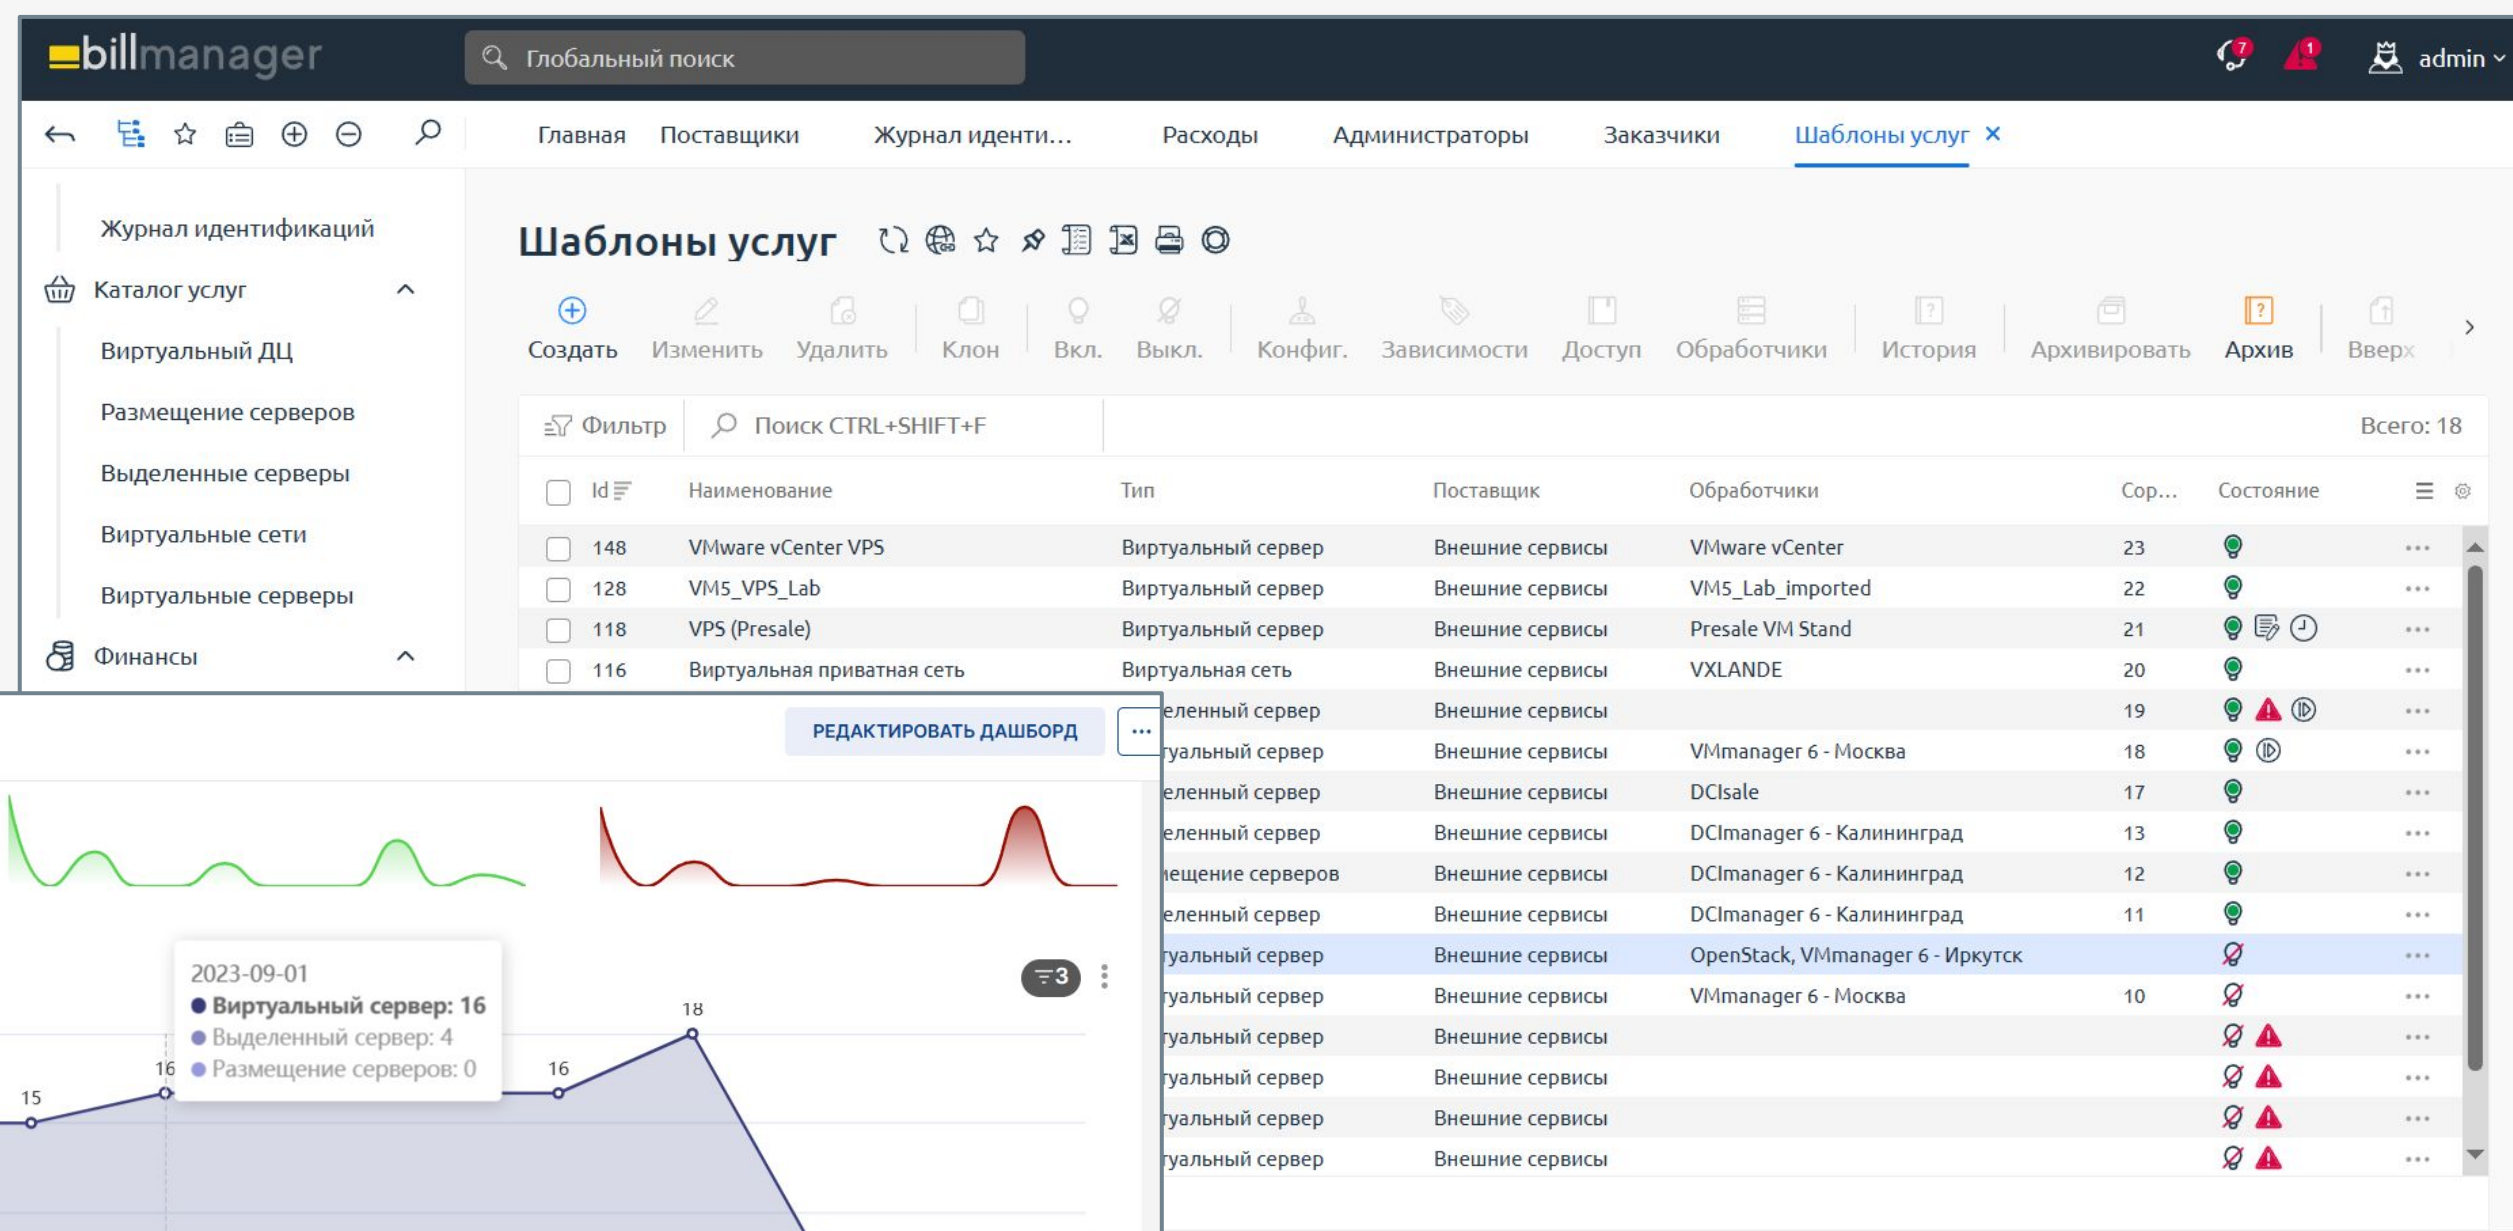 billmanager
Глобальный поиск
7
1
admin
Главная Поставщики Журнал иденти... Расходы Администраторы Заказчики Шаблоны услуг
Журнал идентификаций
Каталог услуг
Виртуальный ДЦ
Размещение серверов
Выделенные серверы
Виртуальные сети
Виртуальные серверы
Финансы
Шаблоны услуг
Создать Изменить Удалить Клон Вкл. Выкл. Конфиг. Зависимости Доступ Обработчики История Архивировать Архив Вверх
Фильтр Поиск CTRL+SHIFT+F Всего: 18
Id Наименование Тип Поставщик Обработчики Сор... Состояние
148 VMware vCenter VPS Виртуальный сервер Внешние сервисы VMware vCenter 23
128 VM5_VPS_Lab Виртуальный сервер Внешние сервисы VM5_Lab_imported 22
118 VPS (Presale) Виртуальный сервер Внешние сервисы Presale VM Stand 21
116 Виртуальная приватная сеть Виртуальная сеть Внешние сервисы VXLANDE 20
еленный сервер Внешние сервисы 19
туальный сервер Внешние сервисы VMmanager 6 - Москва 18
еленный сервер Внешние сервисы DCIsale 17
еленный сервер Внешние сервисы DCImanager 6 - Калининград 13
мещение серверов Внешние сервисы DCImanager 6 - Калининград 12
еленный сервер Внешние сервисы DCImanager 6 - Калининград 11
туальный сервер Внешние сервисы OpenStack, VMmanager 6 - Иркутск
туальный сервер Внешние сервисы VMmanager 6 - Москва 10
туальный сервер Внешние сервисы
туальный сервер Внешние сервисы
туальный сервер Внешние сервисы
туальный сервер Внешние сервисы
РЕДАКТИРОВАТЬ ДАШБОРД ...
3
2023-09-01
Виртуальный сервер: 16
Выделенный сервер: 4
Размещение серверов: 0
15
16
16
18